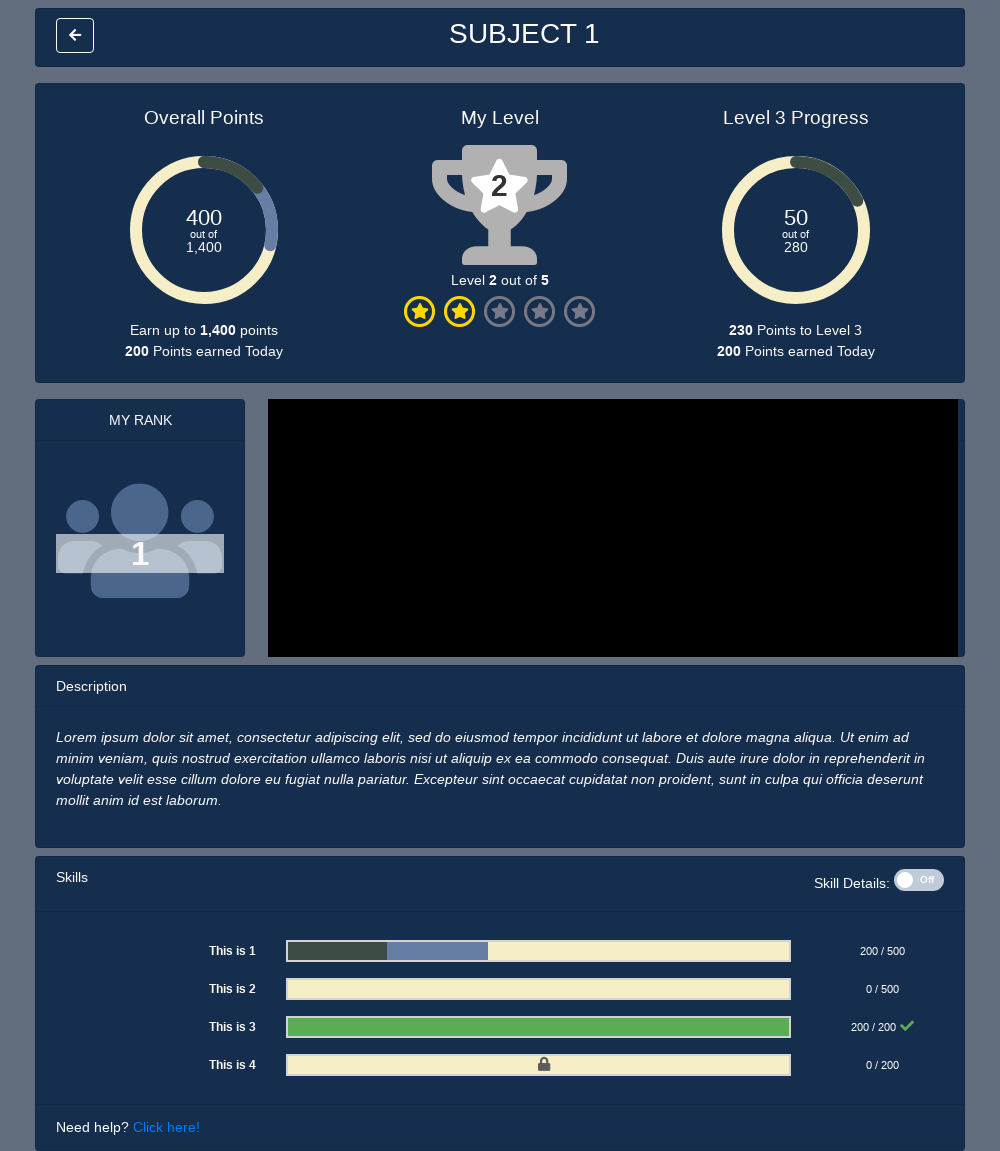 SUBJECT 1
Overall Points
My Level
Level 3 Progress
400
out of
1,400
2
50
out of
280
Level 2 out of 5
Earn up to 1,400 points
200 Points earned Today
230 Points to Level 3
200 Points earned Today
MY RANK
1
Description
Lorem ipsum dolor sit amet, consectetur adipiscing elit, sed do eiusmod tempor incididunt ut labore et dolore magna aliqua. Ut enim ad
minim veniam, quis nostrud exercitation ullamco laboris nisi ut aliquip ex ea commodo consequat. Duis aute irure dolor in reprehenderit in
voluptate velit esse cillum dolore eu fugiat nulla pariatur. Excepteur sint occaecat cupidatat non proident, sunt in culpa qui officia deserunt
mollit anim id est laborum.
Skills
Skill Details: Off
This is 1 200 / 500
This is 2 0 / 500
This is 3 200 / 200
This is 4 0 / 200
Need help? Click here!